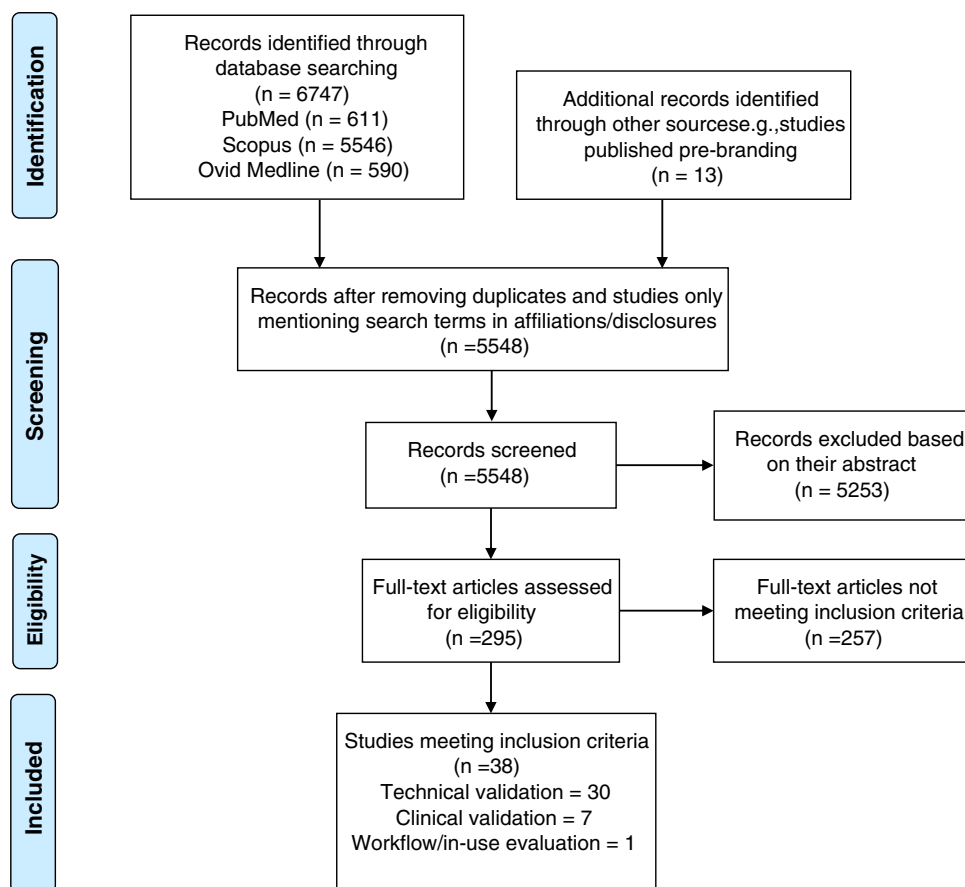 Identification
Records identified through
database searching
(n = 6747)
PubMed (n = 611)
Scopus (n = 5546)
Ovid Medline (n = 590)
Additional records identified
through other sourcese.g.,studies
published pre-branding
(n = 13)
Screening
Records after removing duplicates and studies only
mentioning search terms in affiliations/disclosures
(n =5548)
Records screened
(n =5548)
Records excluded based
on their abstract
(n = 5253)
Eligibility
Full-text articles assessed
for eligibility
(n =295)
Full-text articles not
meeting inclusion criteria
(n =257)
Included
Studies meeting inclusion criteria
(n =38)
Technical validation = 30
Clinical validation = 7
Workflow/in-use evaluation = 1